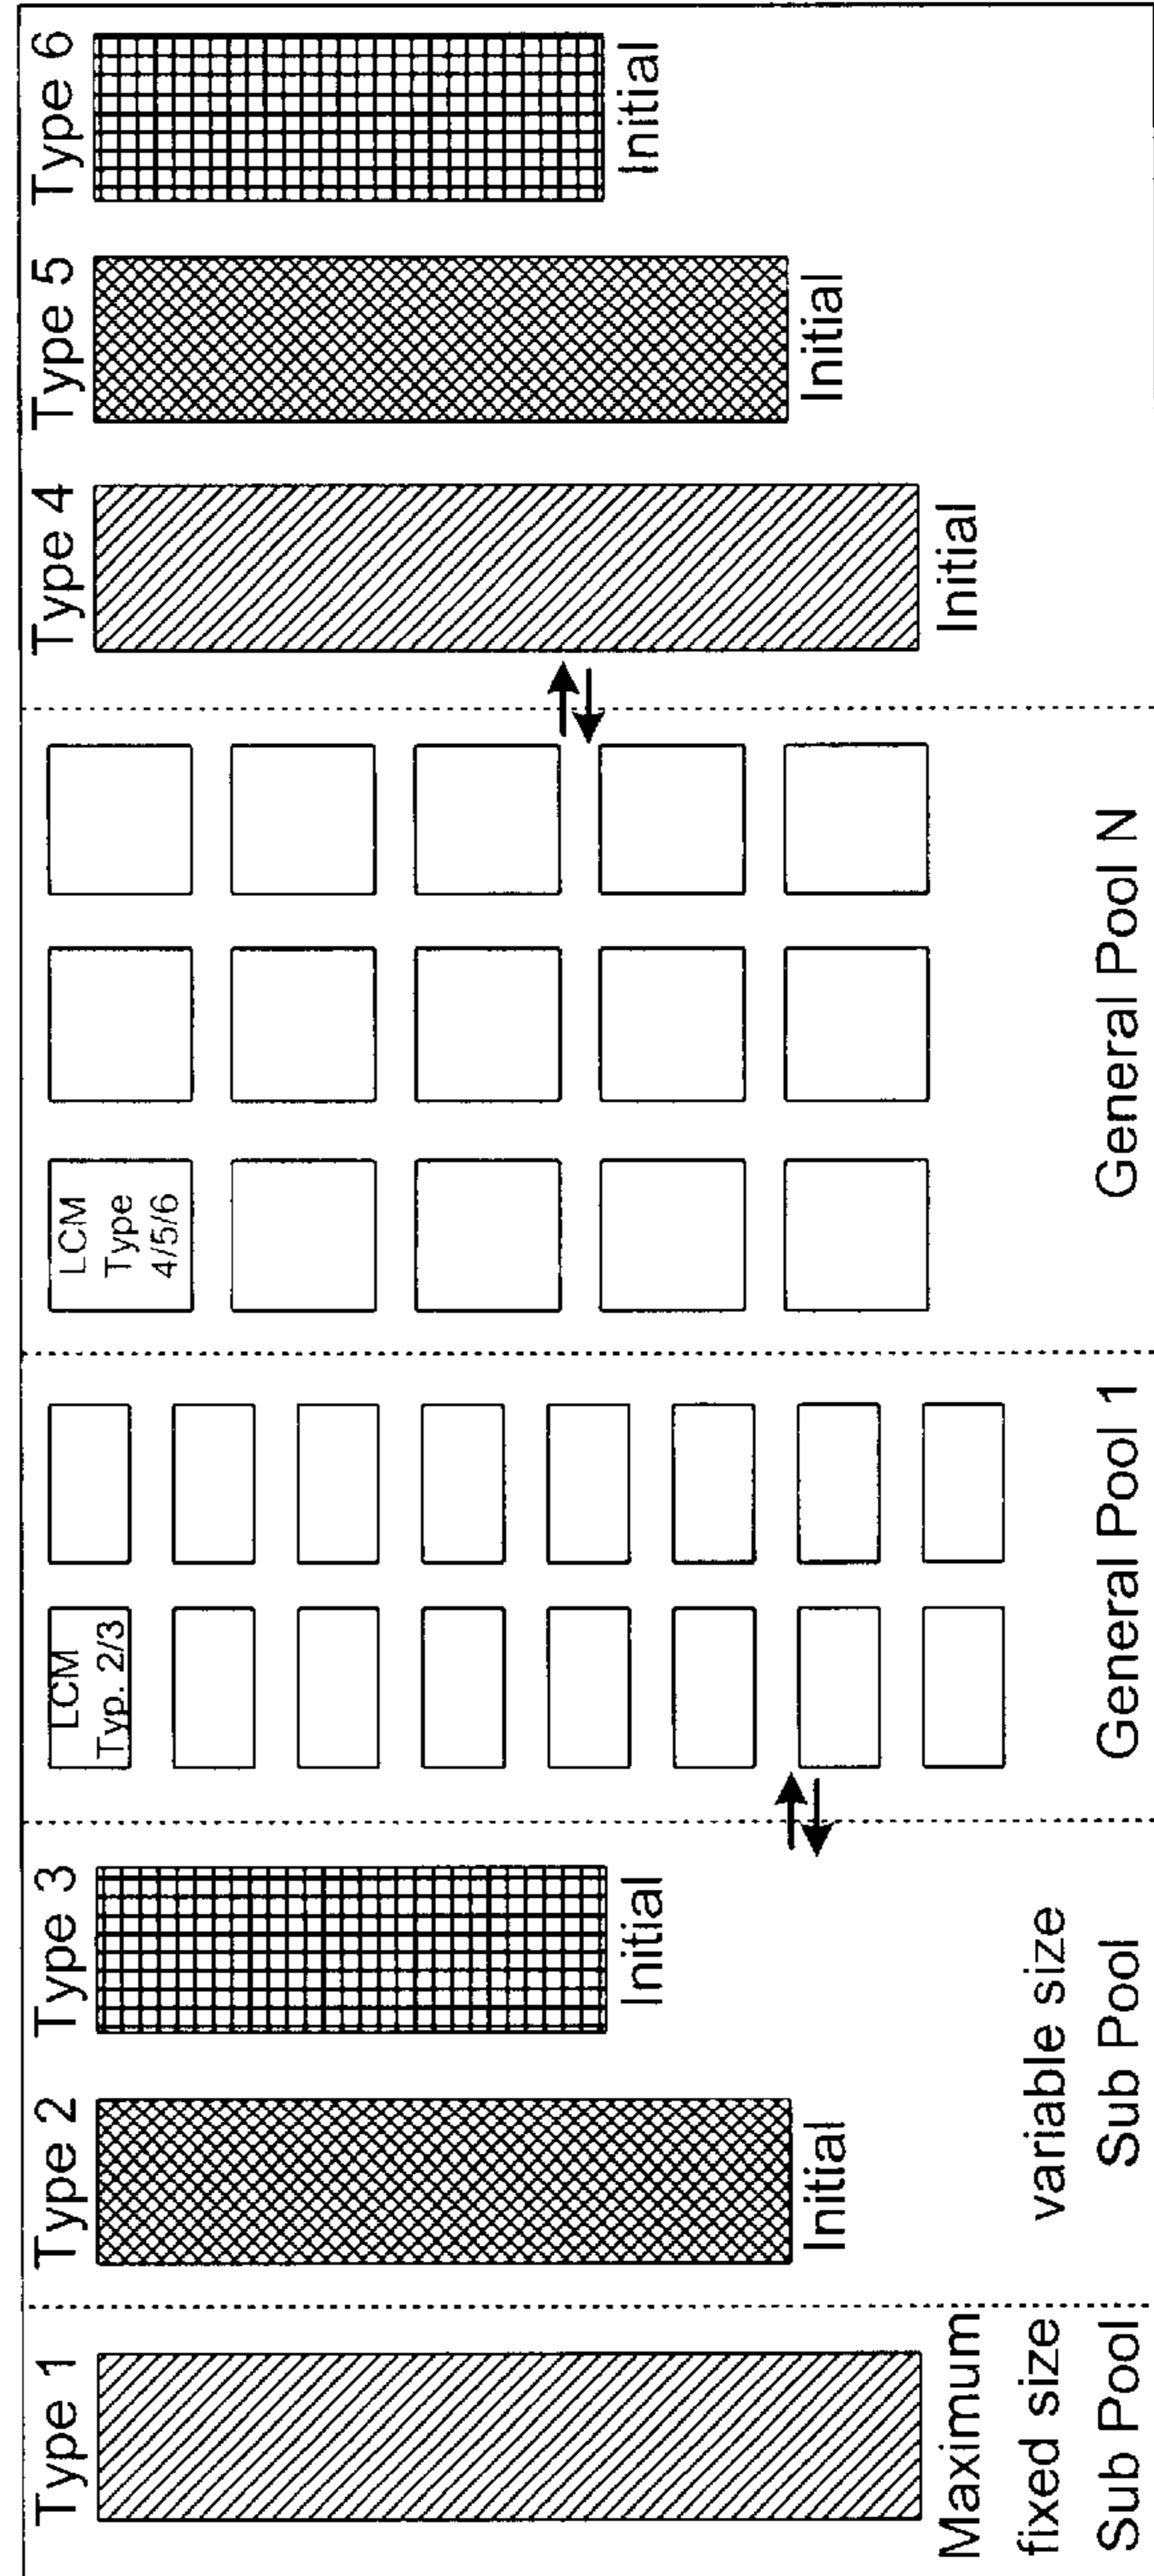 Type 1
Maximum
fixed size
Sub Pool
Type 2
Initial
Type 3
Initial
variable size
Sub Pool
LCM
Typ. 2/3
General Pool 1
LCM
Type
4/5/6
General Pool N
Type 4
Initial
Type 5
Initial
Type 6
Initial